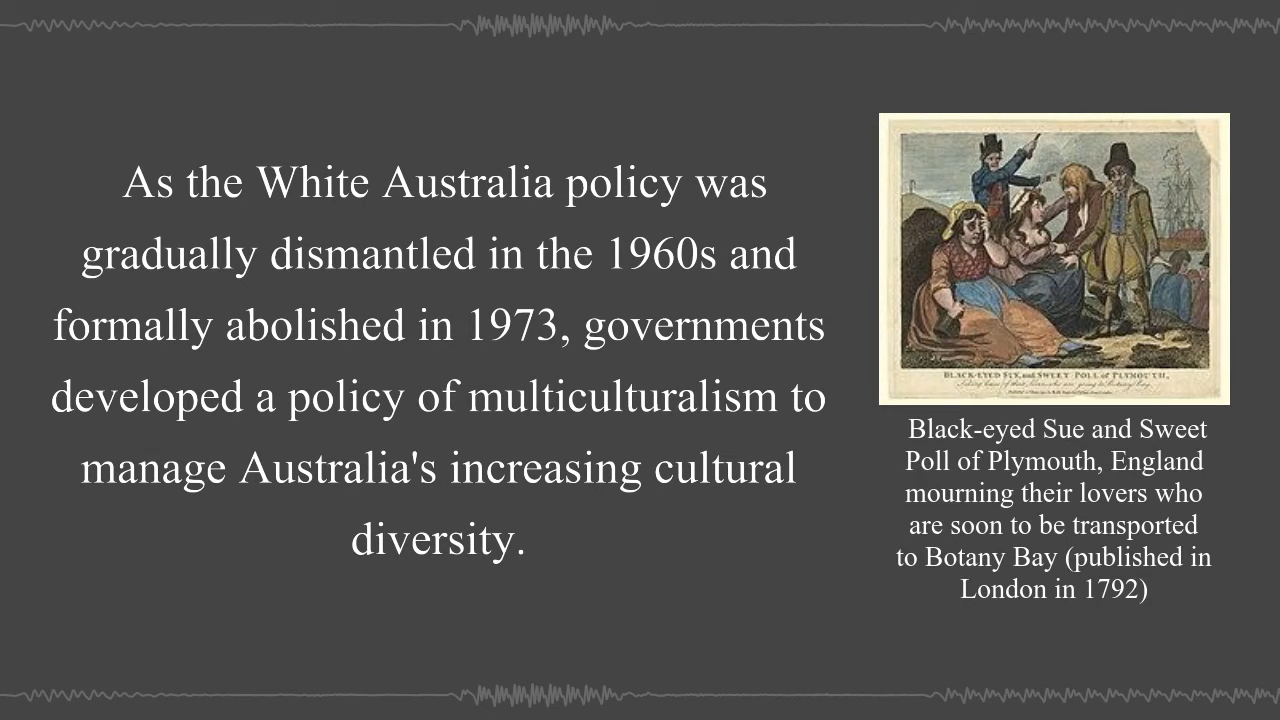 As the White Australia policy was
gradually dismantled in the 1960s and
formally abolished in 1973, governments
developed a policy of multiculturalism to
manage Australia's increasing cultural
diversity.
BLACK-EYED SUE, and SWEET POLL of PLYMOUTH,
Black-eyed Sue and Sweet
Poll of Plymouth, England
mourning their lovers who
are soon to be transported
to Botany Bay (published in
London in 1792)